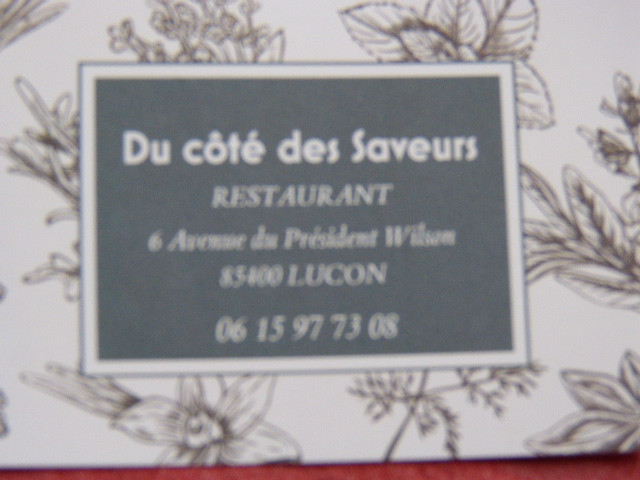 Du côté des Saveurs
RESTAURANT
6 Avenue du Président Wilson
85400 LUCON
06 15 97 73 08